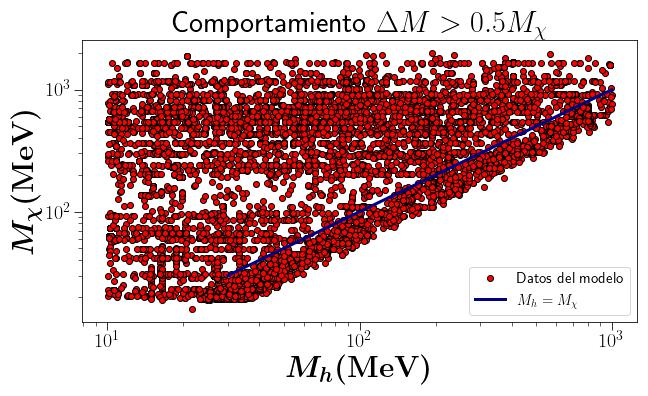 Comportamiento ΔM > 0.5M_χ
M_χ(MeV)
10^3
10^2
Datos del modelo
M_h = M_χ
10^1 10^2 10^3
M_h(MeV)